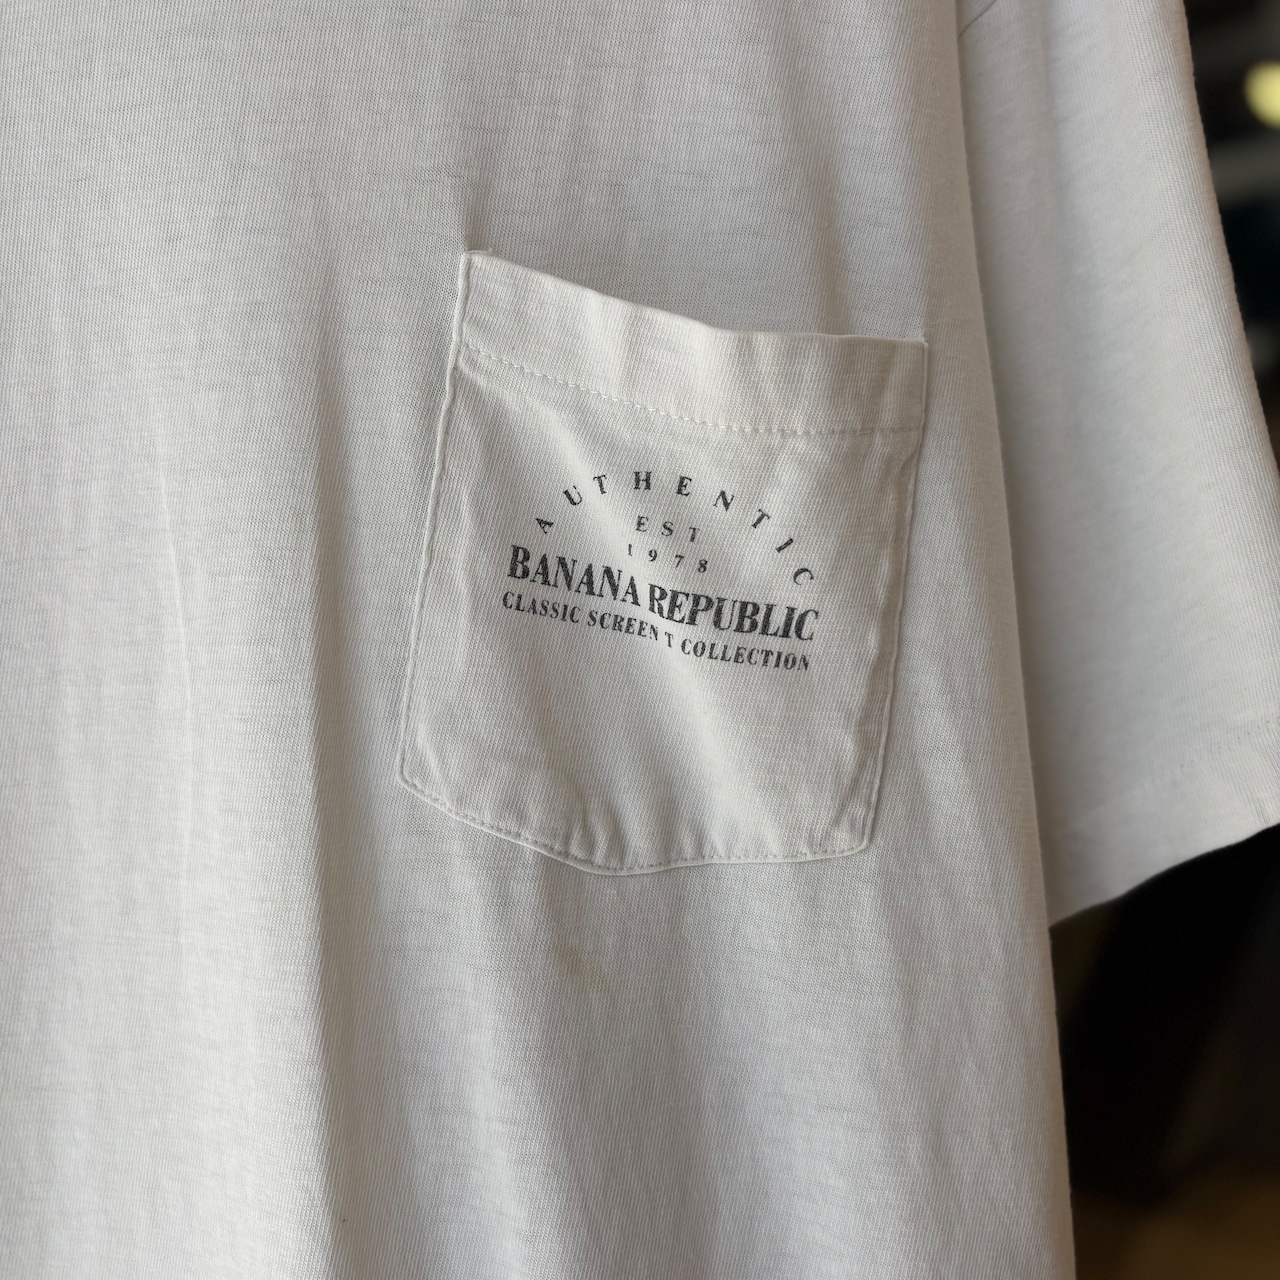 AUTHENTIC
EST
1978
BANANA REPUBLIC
CLASSIC SCREEN T COLLECTION